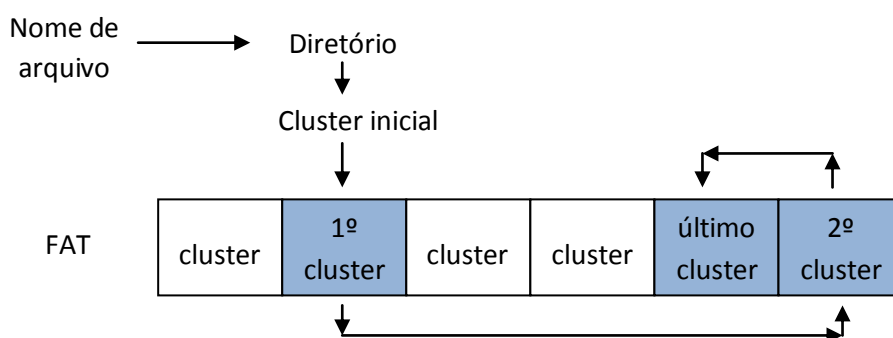 Nome de
arquivo
Diretório
Cluster inicial
FAT
cluster
1º
cluster
cluster
cluster
último
cluster
2º
cluster